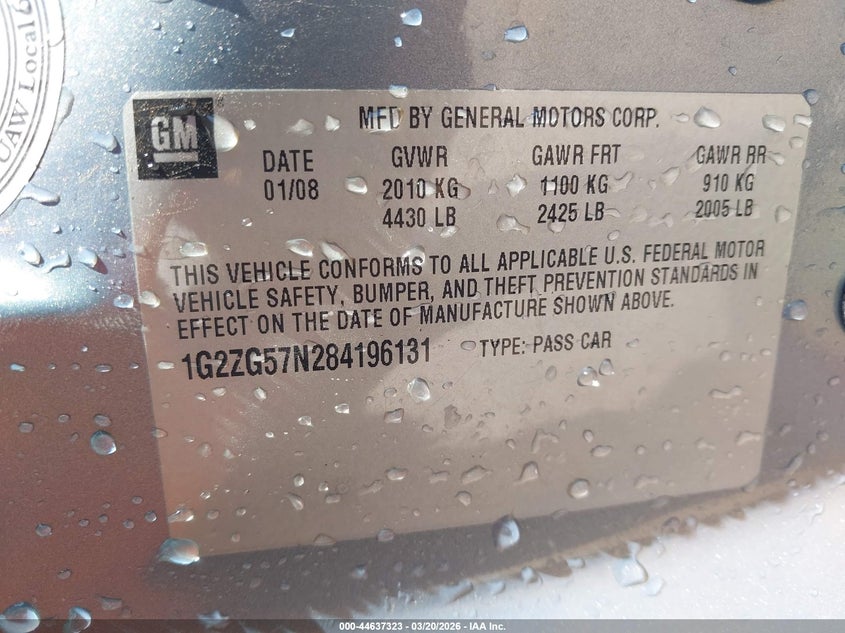 UAW Local 6
GM
MFD BY GENERAL MOTORS CORP.
DATE GVWR GAWR FRT GAWR RR
01/08 2010 KG 1100 KG 910 KG
4430 LB 2425 LB 2005 LB
THIS VEHICLE CONFORMS TO ALL APPLICABLE U.S. FEDERAL MOTOR
VEHICLE SAFETY, BUMPER, AND THEFT PREVENTION STANDARDS IN
EFFECT ON THE DATE OF MANUFACTURE SHOWN ABOVE.
1G2ZG57N284196131 TYPE: PASS CAR
000-44637323 - 03/20/2026 - IAA Inc.